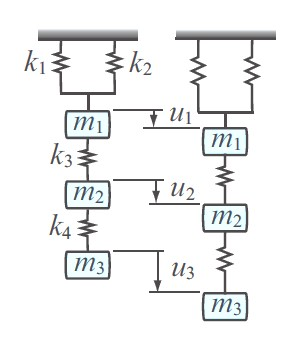 k₁ k₂
m₁ u₁ m₁
k₃
m₂ u₂ m₂
k₄
m₃ u₃ m₃